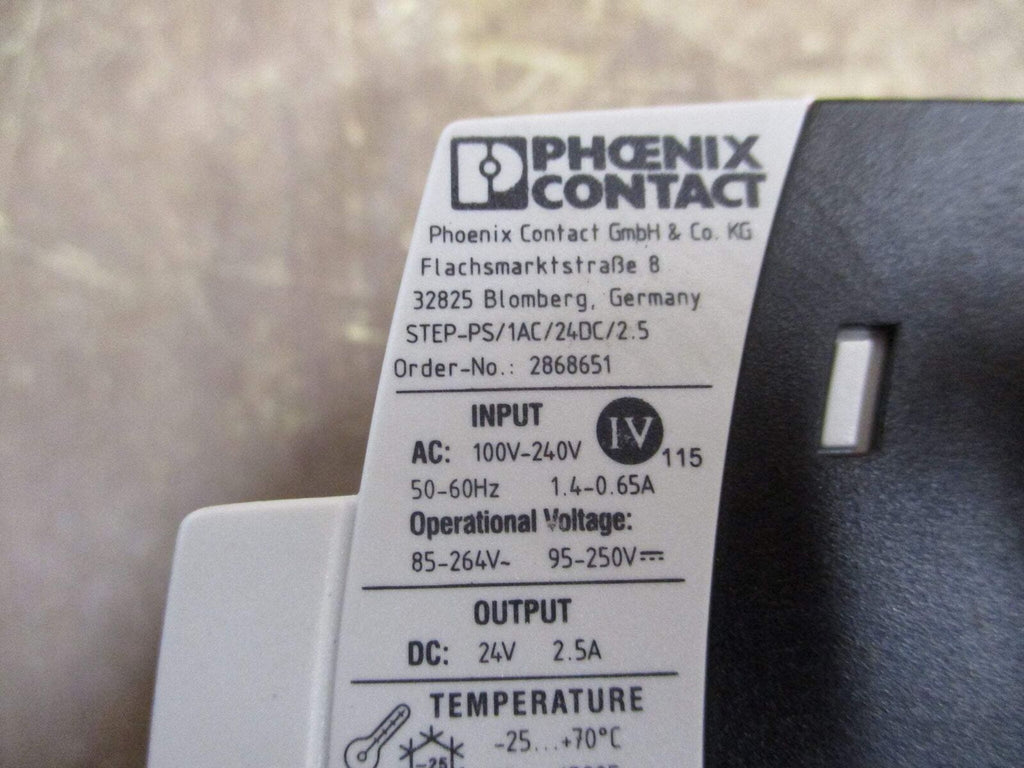 PHŒNIX
CONTACT
Phoenix Contact GmbH & Co. KG
Flachsmarktstraße 8
32825 Blomberg, Germany
STEP-PS/1AC/24DC/2.5
Order-No.: 2868651
INPUT
AC: 100V-240V IV 115
50-60Hz 1.4-0.65A
Operational Voltage:
85-264V~ 95-250V⎓
OUTPUT
DC: 24V 2.5A
TEMPERATURE
-25...+70°C
-25